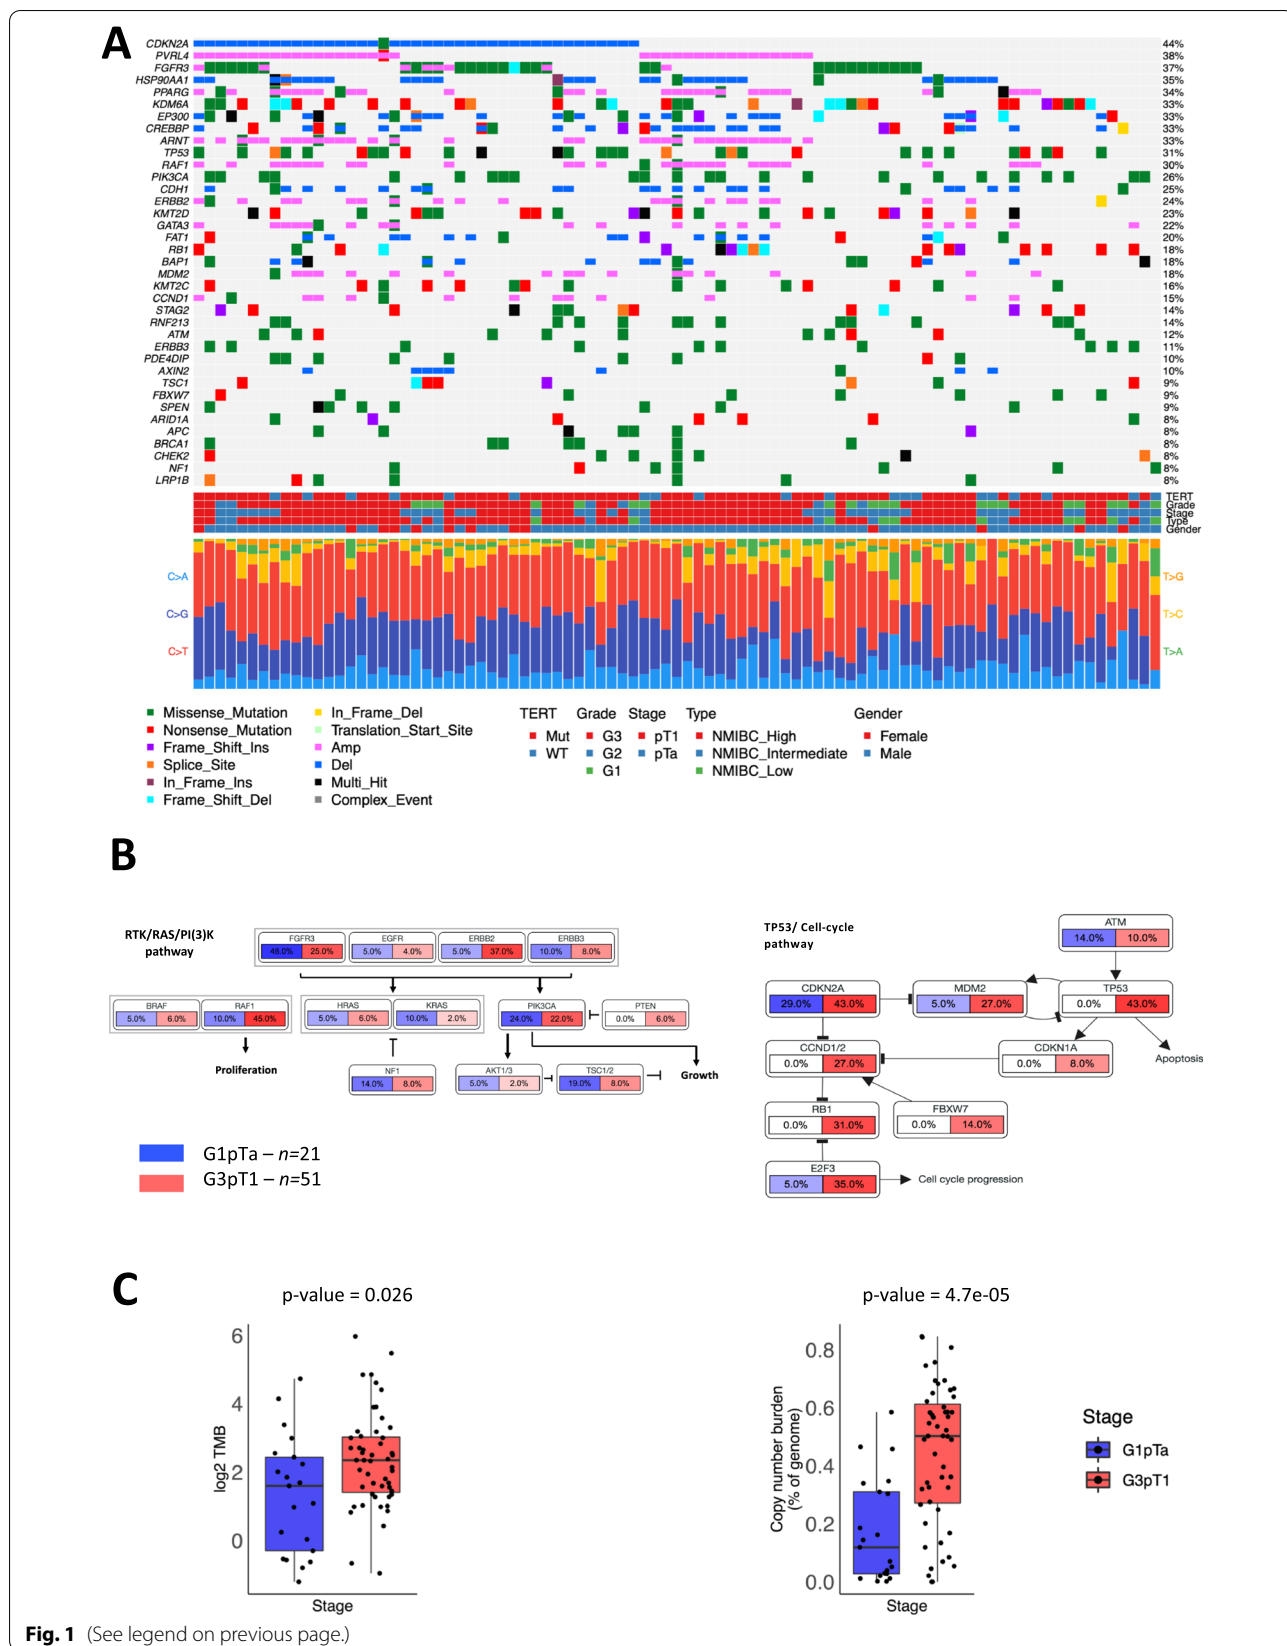 A
CDKN2A 44%
PVRL4 38%
FGFR3 37%
HSP90AA1 35%
PPARG 34%
KDM6A 33%
EP300 33%
CREBBP 33%
ARNT 33%
TP53 31%
RAF1 30%
PIK3CA 26%
CDH1 25%
ERBB2 24%
KMT2D 23%
GATA3 22%
FAT1 20%
RB1 18%
BAP1 18%
MDM2 18%
KMT2C 16%
CCND1 15%
STAG2 14%
RNF213 14%
ATM 12%
ERBB3 11%
PDE4DIP 10%
AXIN2 10%
TSC1 9%
FBXW7 9%
SPEN 9%
ARID1A 8%
APC 8%
BRCA1 8%
CHEK2 8%
NF1 8%
LRP1B 8%
TERT
Grade
Stage
Type
Gender
C>A T>G
C>G T>C
C>T T>A
Missense_Mutation
Nonsense_Mutation
Frame_Shift_Ins
Splice_Site
In_Frame_Ins
Frame_Shift_Del
In_Frame_Del
Translation_Start_Site
Amp
Del
Multi_Hit
Complex_Event
TERT
Mut
WT
Grade
G3
G2
G1
Stage
pT1
pTa
Type
NMIBC_High
NMIBC_Intermediate
NMIBC_Low
Gender
Female
Male
B
RTK/RAS/PI(3)K
pathway
FGFR3
48.0% 25.0%
EGFR
5.0% 4.0%
ERBB2
5.0% 37.0%
ERBB3
10.0% 8.0%
BRAF
5.0% 6.0%
RAF1
10.0% 45.0%
HRAS
5.0% 6.0%
KRAS
10.0% 2.0%
PIK3CA
24.0% 22.0%
PTEN
0.0% 6.0%
Proliferation
NF1
14.0% 8.0%
AKT1/3
5.0% 2.0%
TSC1/2
19.0% 8.0%
Growth
G1pTa – n=21
G3pT1 – n=51
TP53/ Cell-cycle
pathway
ATM
14.0% 10.0%
CDKN2A
29.0% 43.0%
MDM2
5.0% 27.0%
TP53
0.0% 43.0%
CCND1/2
0.0% 27.0%
CDKN1A
0.0% 8.0%
Apoptosis
RB1
0.0% 31.0%
FBXW7
0.0% 14.0%
E2F3
5.0% 35.0%
Cell cycle progression
C
p-value = 0.026
6
4
2
0
log2 TMB
Stage
p-value = 4.7e-05
0.8
0.6
0.4
0.2
0.0
Copy number burden
(% of genome)
Stage
Stage
G1pTa
G3pT1
Fig. 1 (See legend on previous page.)